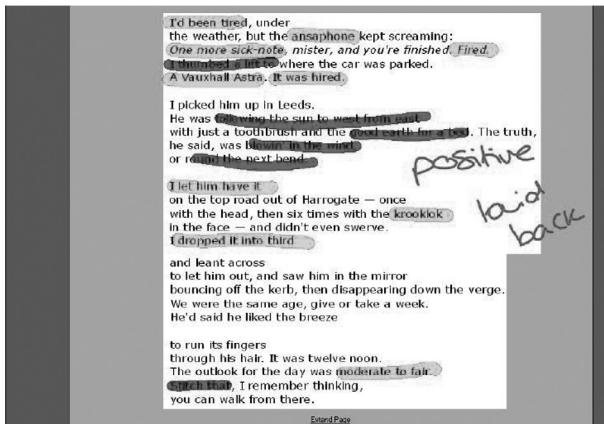 I'd been tired, under
the weather, but the ansaphone kept screaming:
One more sick-note, mister, and you're finished. Fired.
I thumbed a lift to where the car was parked.
A Vauxhall Astra. It was hired.
I picked him up in Leeds.
He was following the sun to west from east
with just a toothbrush and the good earth for a bed. The truth,
he said, was blowin' in the wind,
or round the next bend.
positive
I let him have it
on the top road out of Harrogate — once
laid
with the head, then six times with the krooklok
back
in the face — and didn't even swerve.
I dropped it into third
and leant across
to let him out, and saw him in the mirror
bouncing off the kerb, then disappearing down the verge.
We were the same age, give or take a week.
He'd said he liked the breeze
to run its fingers
through his hair. It was twelve noon.
The outlook for the day was moderate to fair.
Stitch that, I remember thinking,
you can walk from there.
Extend Page